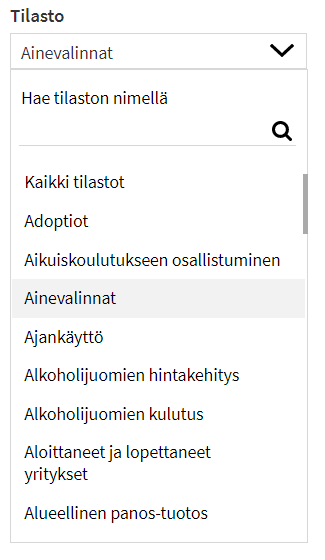 Tilasto
Ainevalinnat
Hae tilaston nimellä
Kaikki tilastot
Adoptiot
Aikuiskoulutukseen osallistuminen
Ainevalinnat
Ajankäyttö
Alkoholijuomien hintakehitys
Alkoholijuomien kulutus
Aloittaneet ja lopettaneet
yritykset
Alueellinen panos-tuotos